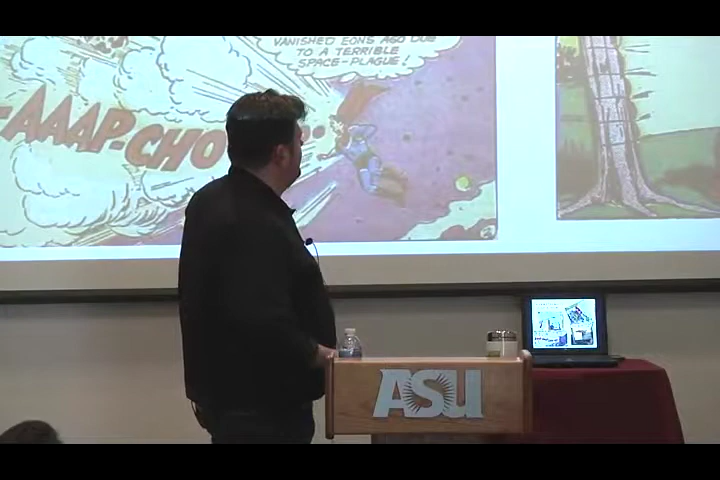 VANISHED EONS AGO DUE
TO A TERRIBLE
SPACE-PLAGUE!
-AAAP-CHOO
ASU